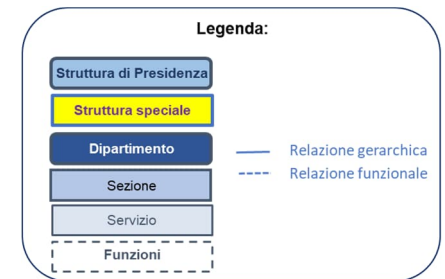 Legenda:
Struttura di Presidenza
Struttura speciale
Dipartimento
Relazione gerarchica
Sezione
Relazione funzionale
Servizio
Funzioni